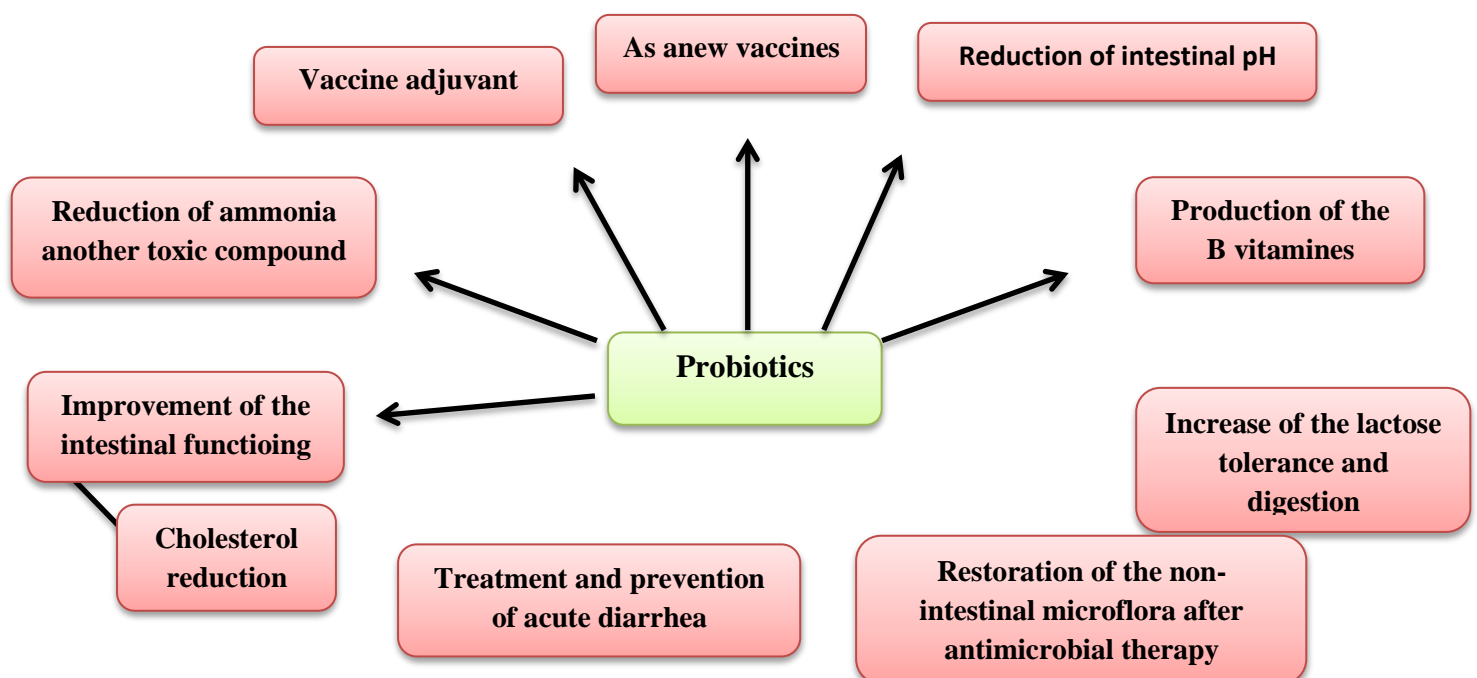 As anew vaccines
Vaccine adjuvant
Reduction of intestinal pH
Reduction of ammonia
another toxic compound
Production of the
B vitamines
Probiotics
Improvement of the
intestinal functioing
Increase of the lactose
tolerance and
digestion
Cholesterol
reduction
Treatment and prevention
of acute diarrhea
Restoration of the non-
intestinal microflora after
antimicrobial therapy